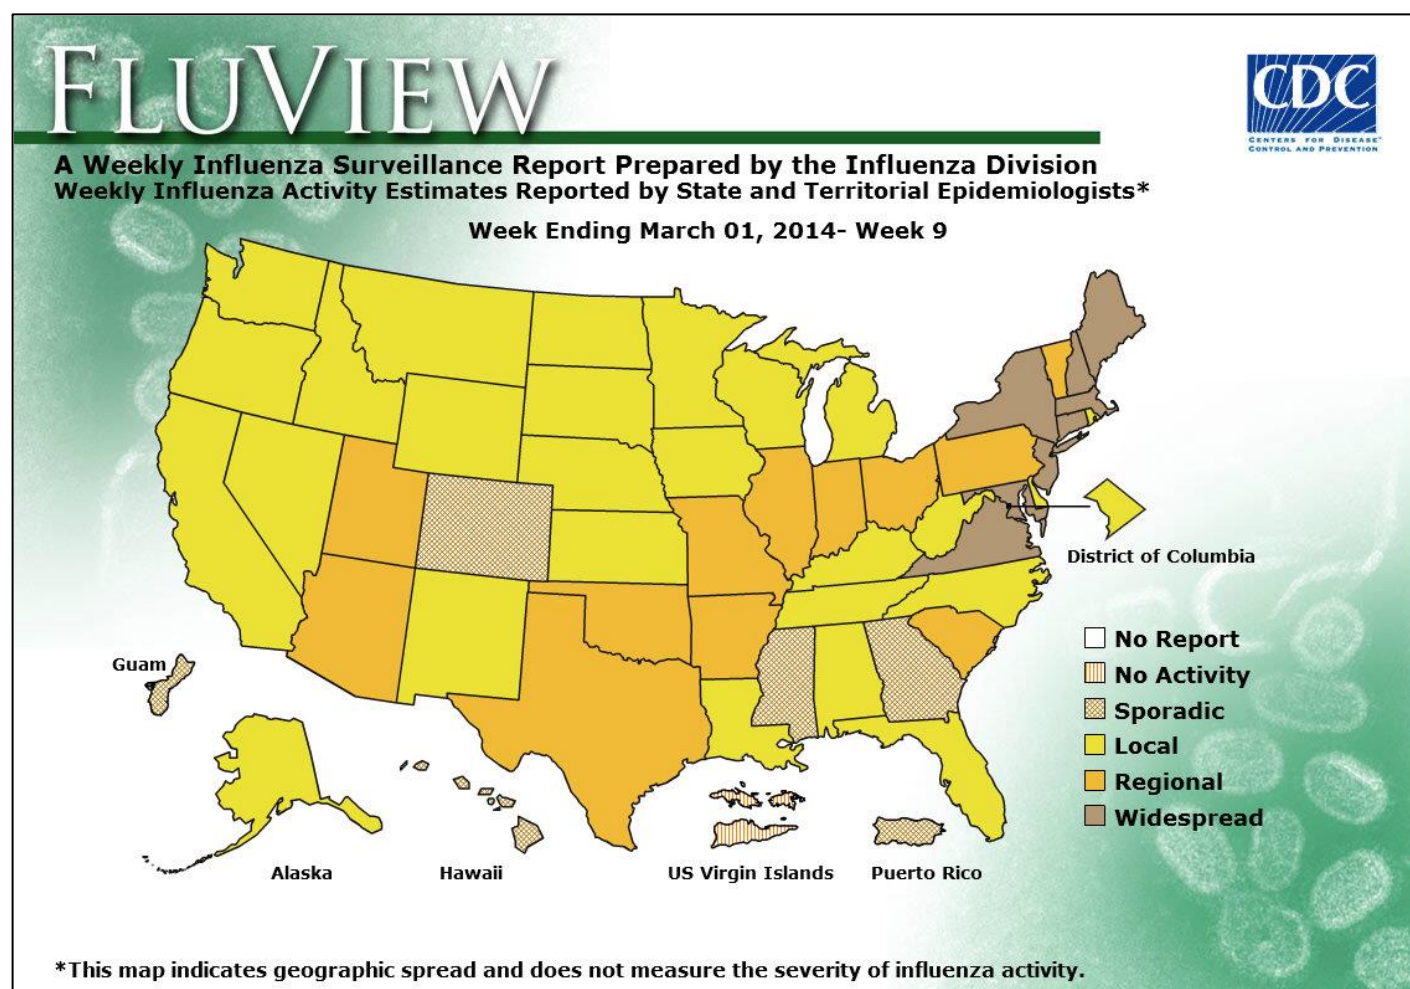 FLUVIEW
CDC
CENTERS FOR DISEASE
CONTROL AND PREVENTION
A Weekly Influenza Surveillance Report Prepared by the Influenza Division
Weekly Influenza Activity Estimates Reported by State and Territorial Epidemiologists*
Week Ending March 01, 2014- Week 9
District of Columbia
No Report
Guam
No Activity
Sporadic
Local
Regional
Widespread
Alaska
Hawaii
US Virgin Islands
Puerto Rico
*This map indicates geographic spread and does not measure the severity of influenza activity.